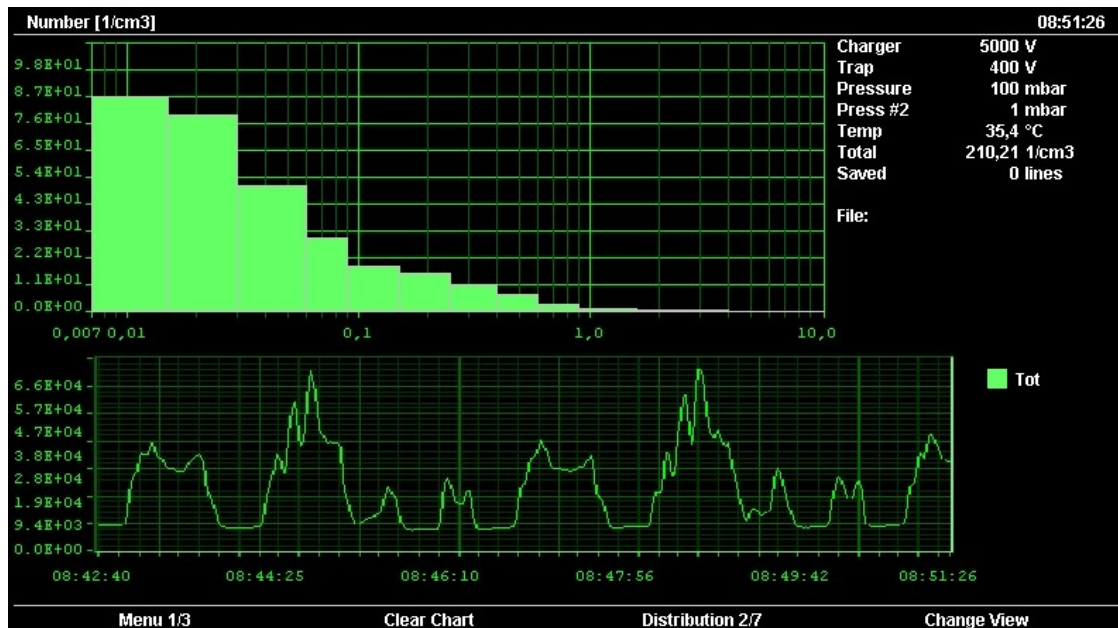 Number [1/cm3] 08:51:26
Charger 5000 V
Trap 400 V
Pressure 100 mbar
Press #2 1 mbar
Temp 35,4 °C
Total 210,21 1/cm3
Saved 0 lines
File:
9.8E+01
8.7E+01
7.6E+01
6.5E+01
5.4E+01
4.3E+01
3.3E+01
2.2E+01
1.1E+01
0.0E+00
0,007 0,01 0,1 1,0 10,0
6.6E+04
5.7E+04
4.7E+04
3.8E+04
2.8E+04
1.9E+04
9.4E+03
0.0E+00
08:42:40 08:44:25 08:46:10 08:47:56 08:49:42 08:51:26
Tot
Menu 1/3 Clear Chart Distribution 2/7 Change View